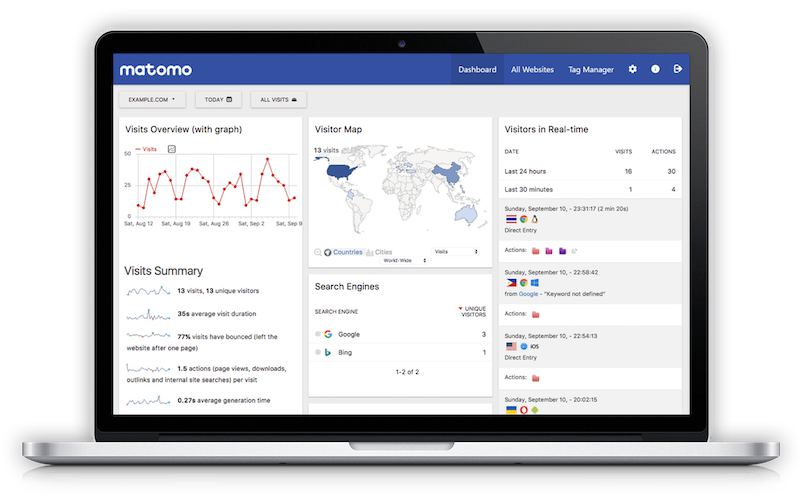 matomo
Dashboard All Websites Tag Manager
EXAMPLE.COM TODAY ALL VISITS
Visits Overview (with graph)
Visits
50
25
0
Sat, Aug 12 Sat, Aug 19 Sat, Aug 26 Sat, Sep 2 Sat, Sep 9
Visits Summary
13 visits, 13 unique visitors
35s average visit duration
77% visits have bounced (left the
website after one page)
1.5 actions (page views, downloads,
outlinks and internal site searches) per visit
0.27s average generation time
Visitor Map
13 visits
Countries Cities Visits
World-Wide
Search Engines
SEARCH ENGINE UNIQUE
VISITORS
Google 3
Bing 1
1-2 of 2
Visitors in Real-time
DATE VISITS ACTIONS
Last 24 hours 16 30
Last 30 minutes 1 4
Sunday, September 10, - 23:31:17 (2 min 20s)
Direct Entry
Actions:
Sunday, September 10, - 22:58:42
from Google - "Keyword not defined"
Actions:
Sunday, September 10, - 22:54:13
iOS
Direct Entry
Actions:
Sunday, September 10, - 20:02:15